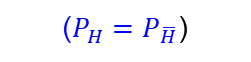 (P_H = P_H̅)